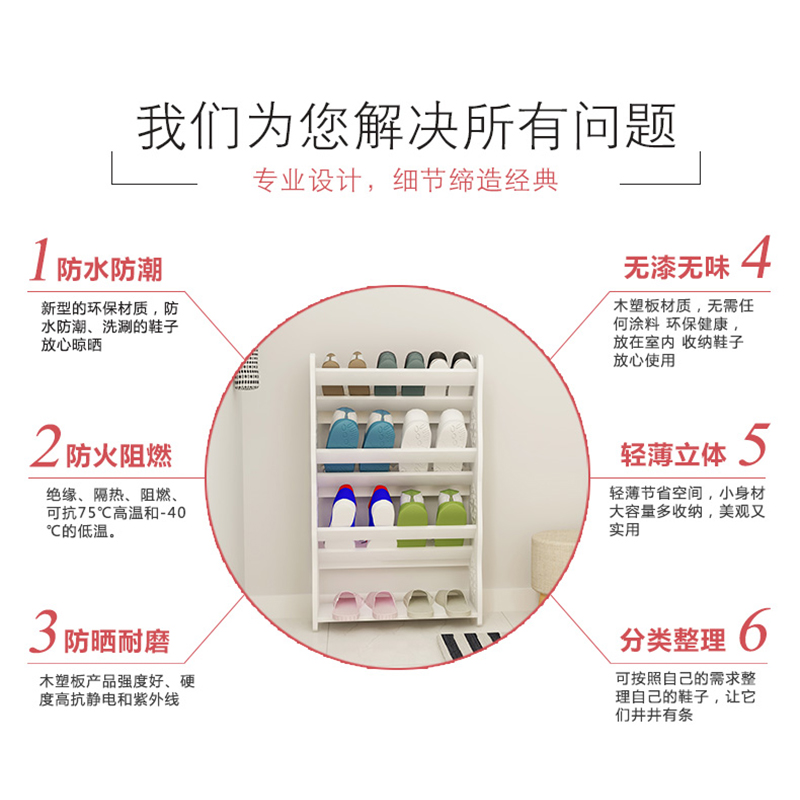 我们为您解决所有问题
专业设计，细节缔造经典
1 防水防潮
新型的环保材质，防
水防潮、洗涮的鞋子
放心晾晒
2 防火阻燃
绝缘、隔热、阻燃、
可抗75℃高温和-40
℃的低温。
3 防晒耐磨
木塑板产品强度好、硬
度高抗静电和紫外线
无漆无味 4
木塑板材质，无需任
何涂料 环保健康，
放在室内 收纳鞋子
放心使用
轻薄立体 5
轻薄节省空间，小身材
大容量多收纳，美观又
实用
分类整理 6
可按照自己的需求整
理自己的鞋子，让它
们井井有条